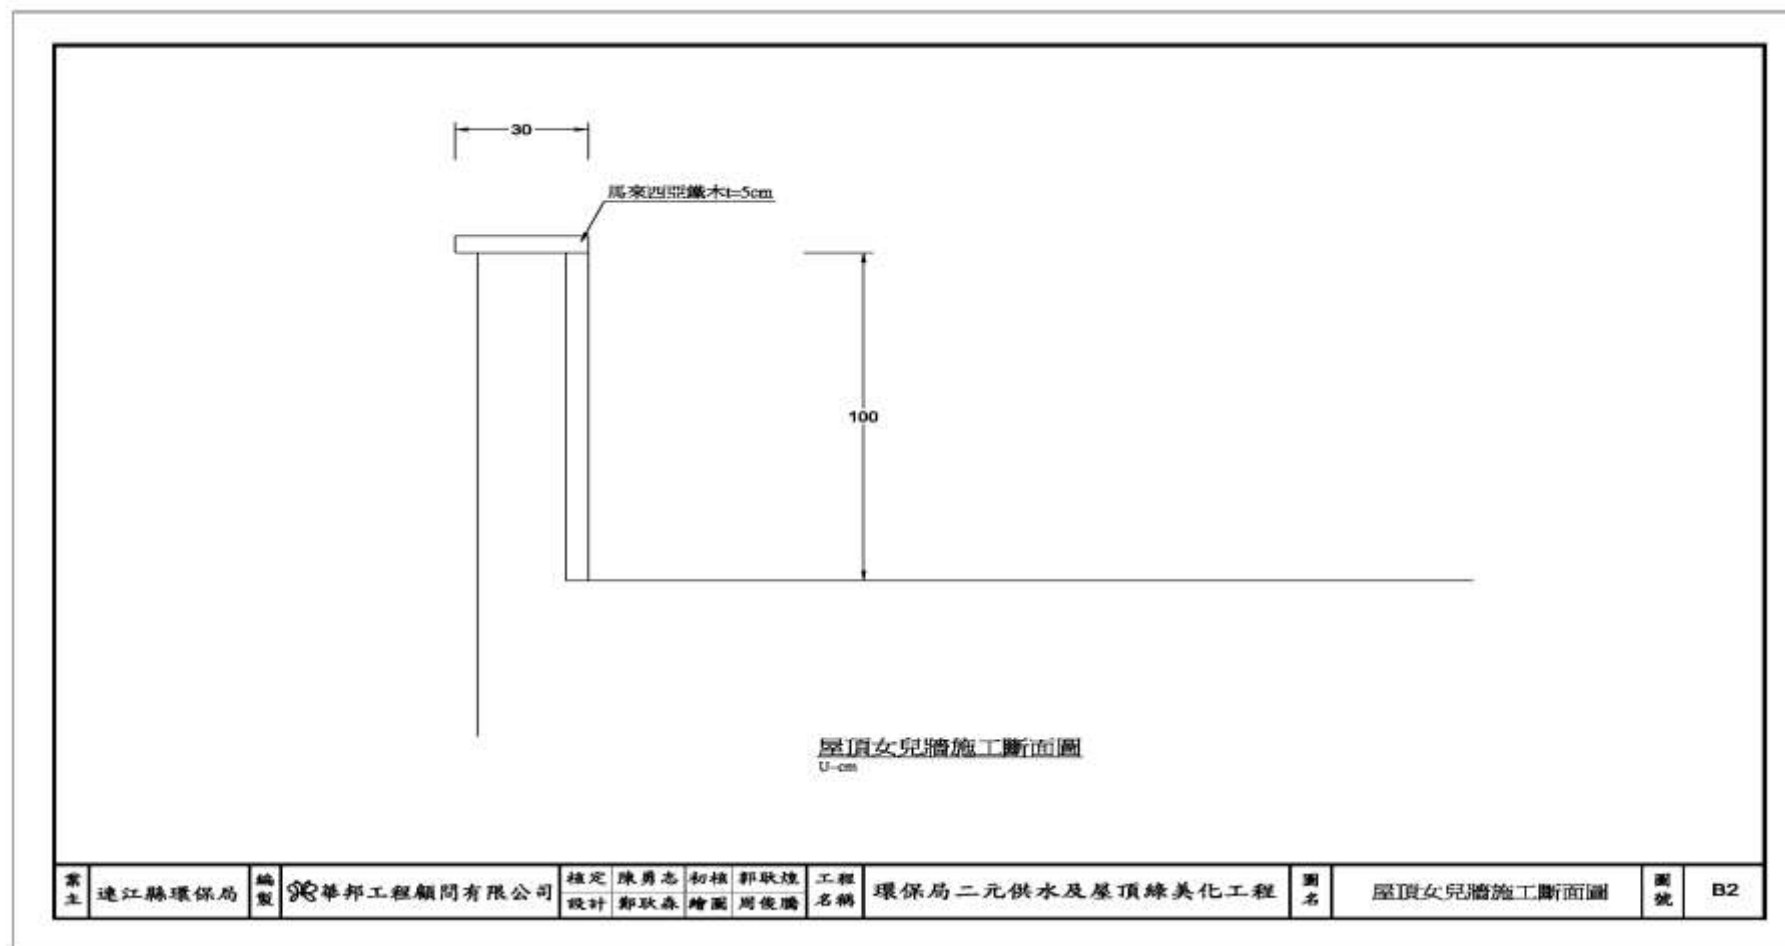 30
馬來西亞鐵木t=5cm
100
屋頂女兒牆施工斷面圖
U=cm
業主 連江縣環保局 編製 華邦工程顧問有限公司 核定 陳勇志 初核 郭耿煌 工程名稱 環保局二元供水及屋頂綠美化工程 圖名 屋頂女兒牆施工斷面圖 圖號 B2
設計 鄭耿森 繪圖 周俊騰